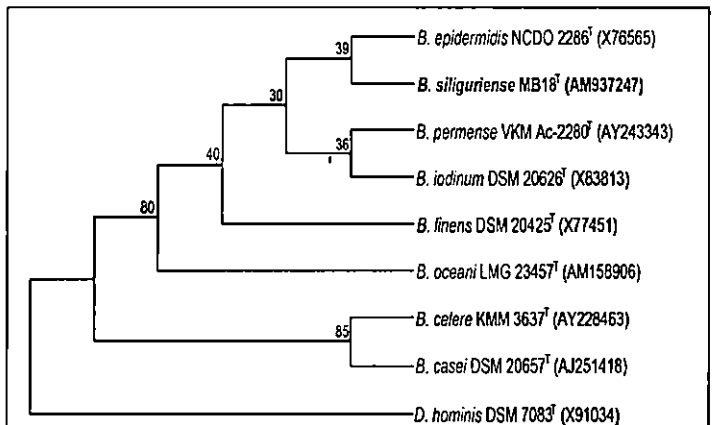 39
B. epidermidis NCDO 2286ᵀ (X76565)
B. siliguriense MB18ᵀ (AM937247)
30
36
B. permense VKM Ac-2280ᵀ (AY243343)
B. iodinum DSM 20626ᵀ (X83813)
40
B. linens DSM 20425ᵀ (X77451)
80
B. oceani LMG 23457ᵀ (AM158906)
85
B. celere KMM 3637ᵀ (AY228463)
B. casei DSM 20657ᵀ (AJ251418)
D. hominis DSM 7083ᵀ (X91034)